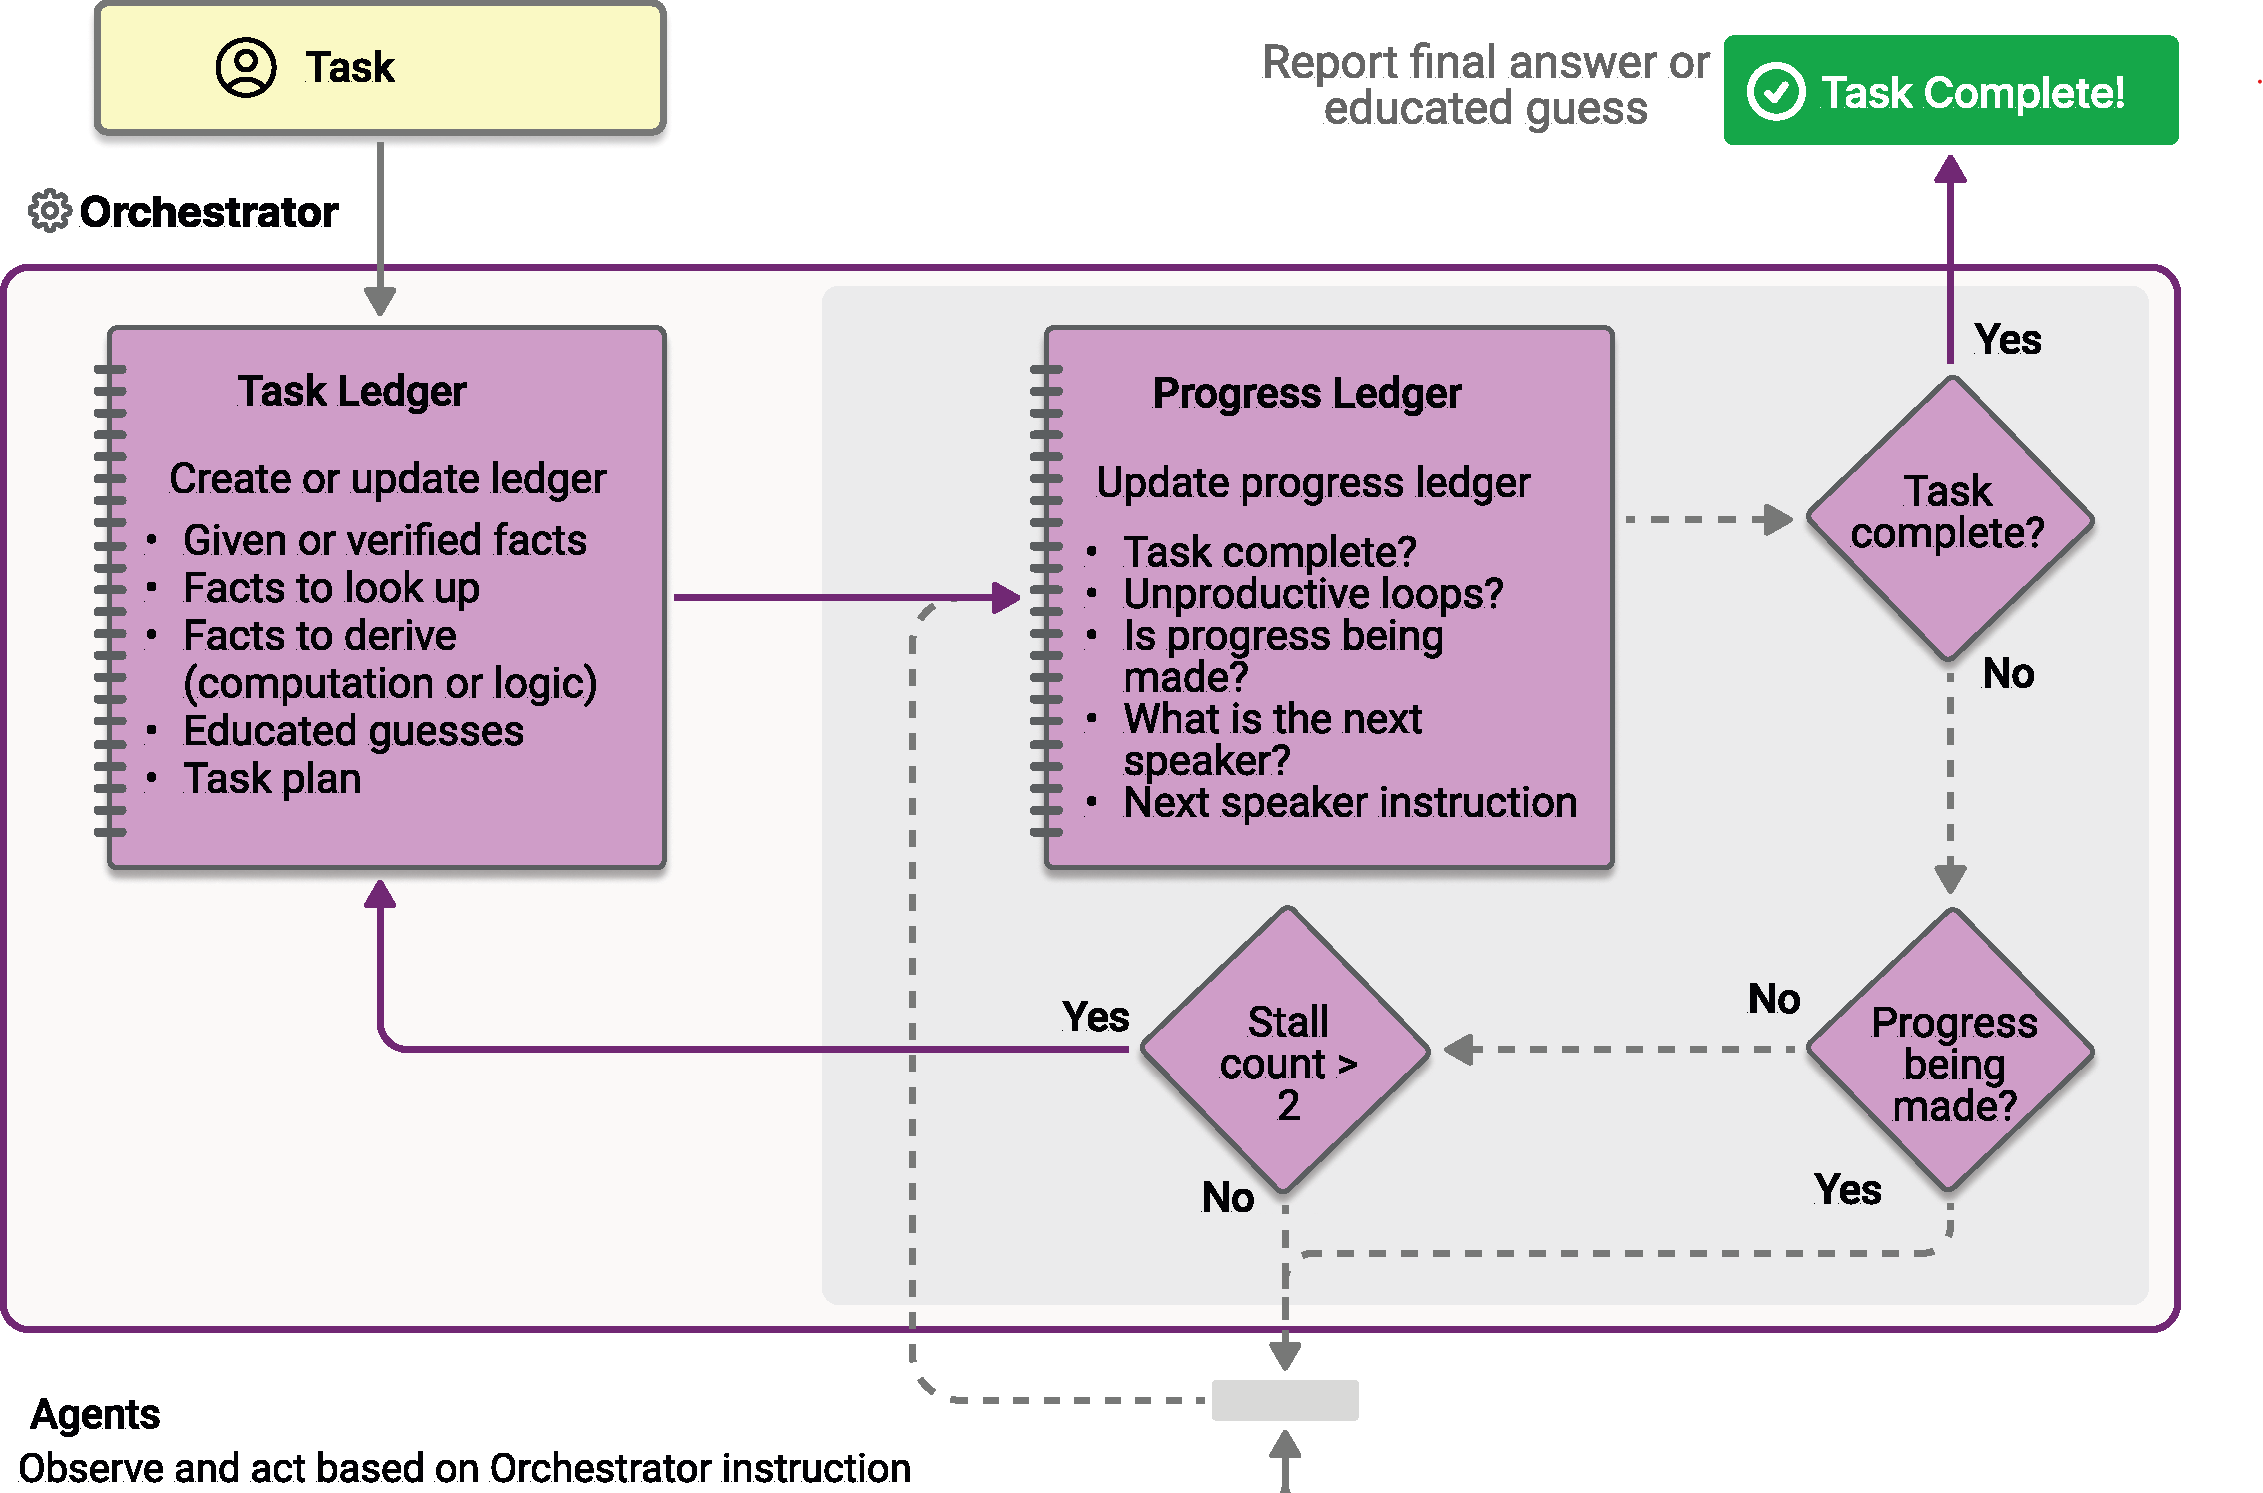 Task
Report final answer or
educated guess
Task Complete!
Orchestrator
Task Ledger
Create or update ledger
• Given or verified facts
• Facts to look up
• Facts to derive
(computation or logic)
• Educated guesses
• Task plan
Progress Ledger
Update progress ledger
• Task complete?
• Unproductive loops?
• Is progress being
made?
• What is the next
speaker?
• Next speaker instruction
Yes
Task
complete?
No
Progress
being
made?
No
Yes
Stall
count >
2
Yes
No
Agents
Observe and act based on Orchestrator instruction